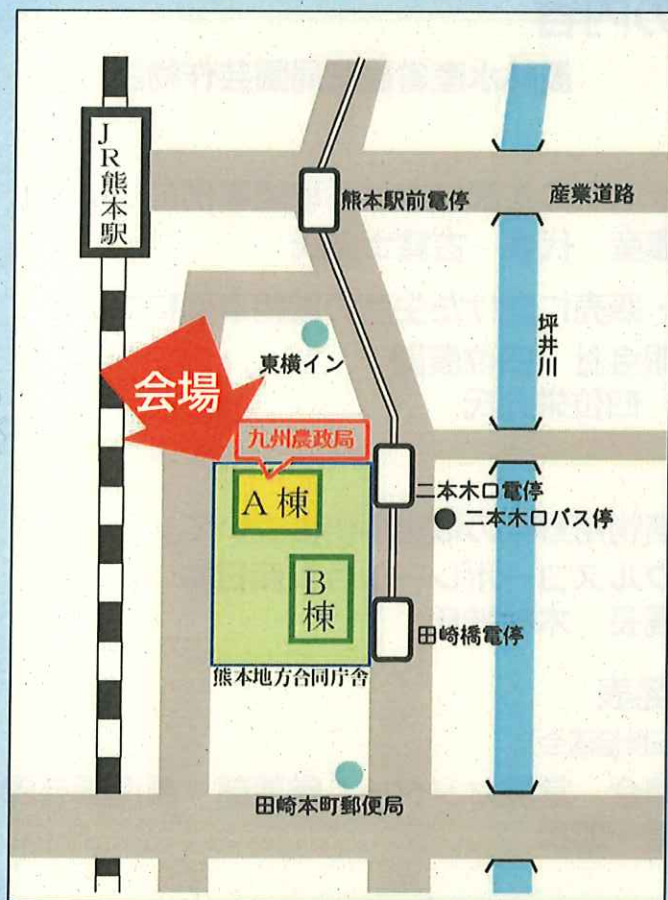 JR熊本駅
熊本駅前電停
産業道路
坪井川
東横イン
会場
九州農政局
A棟
二本木口電停
二本木口バス停
B棟
田崎橋電停
熊本地方合同庁舎
田崎本町郵便局